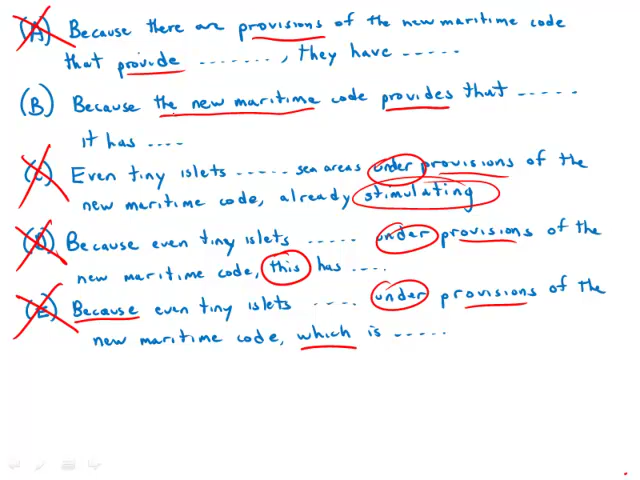 (A) Because there are provisions of the new maritime code
that provide ......., they have .....
(B) Because the new maritime code provides that .....
it has ....
(C) Even tiny islets ..... sea areas under provisions of the
new maritime code, already stimulating
(D) Because even tiny islets ..... under provisions of the
new maritime code, this has ....
(E) Because even tiny islets .... under provisions of the
new maritime code, which is .....